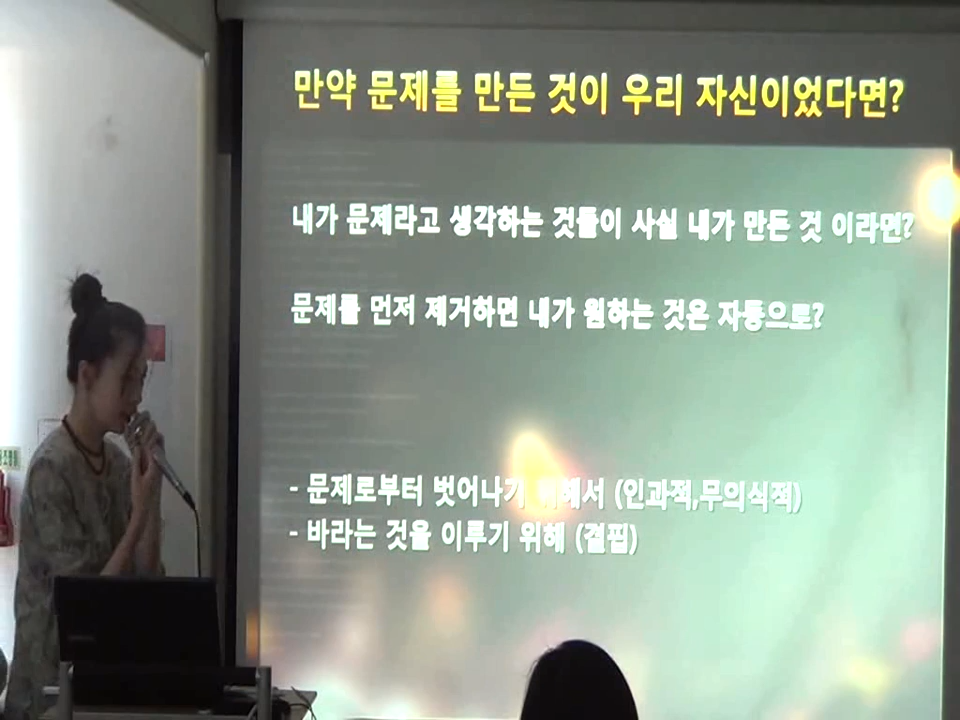 만약 문제를 만든 것이 우리 자신이었다면?
내가 문제라고 생각하는 것들이 사실 내가 만든 것 이라면?
문제를 먼저 제거하면 내가 원하는 것은 자동으로?
- 문제로부터 벗어나기 위해서 (인과적,무의식적)
- 바라는 것을 이루기 위해 (결핍)